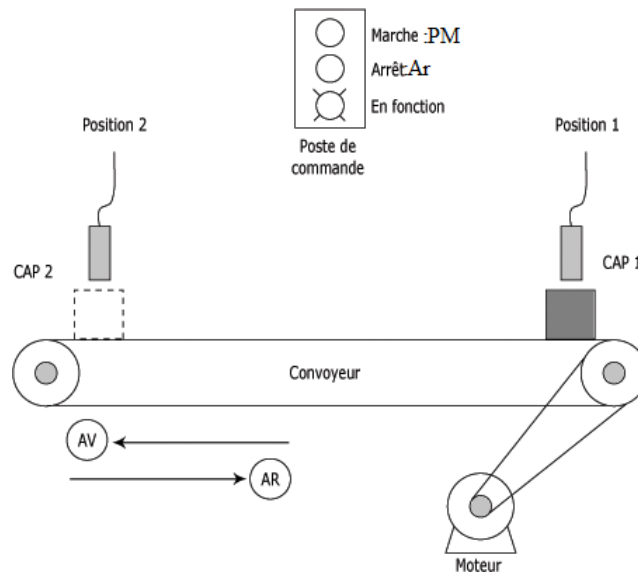 Marche :PM
Arrêt:Ar
En fonction
Poste de
commande
Position 2
Position 1
CAP 2
CAP 1
Convoyeur
AV
AR
Moteur